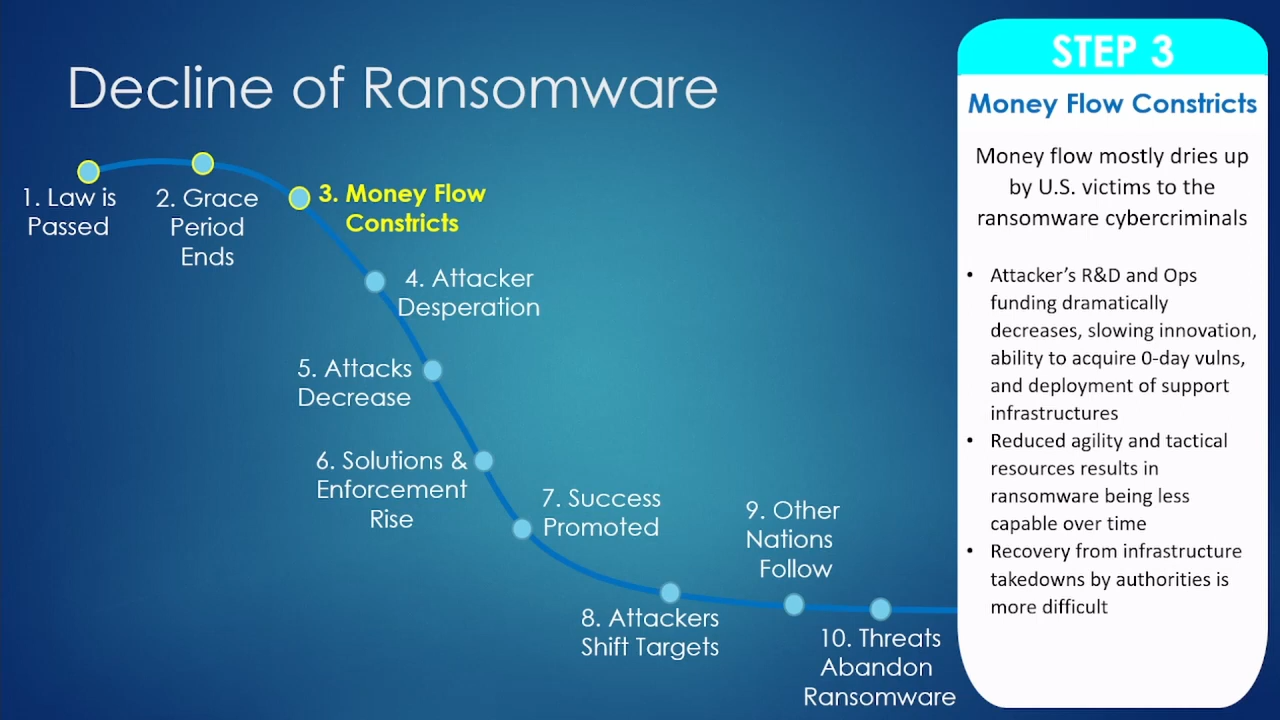 Decline of Ransomware
1. Law is
Passed
2. Grace
Period
Ends
3. Money Flow
Constricts
4. Attacker
Desperation
5. Attacks
Decrease
6. Solutions &
Enforcement
Rise
7. Success
Promoted
8. Attackers
Shift Targets
9. Other
Nations
Follow
10. Threats
Abandon
Ransomware
STEP 3
Money Flow Constricts
Money flow mostly dries up
by U.S. victims to the
ransomware cybercriminals
• Attacker’s R&D and Ops
funding dramatically
decreases, slowing innovation,
ability to acquire 0-day vulns,
and deployment of support
infrastructures
• Reduced agility and tactical
resources results in
ransomware being less
capable over time
• Recovery from infrastructure
takedowns by authorities is
more difficult